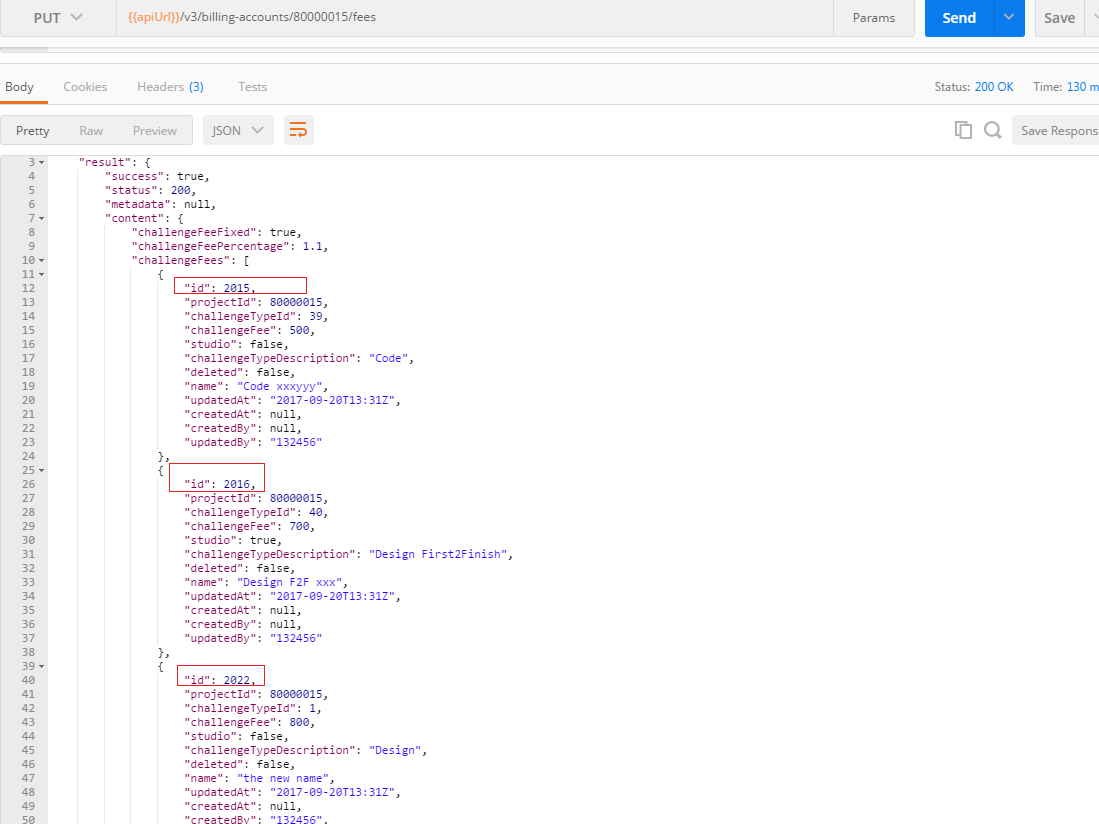 PUT {{apiUrl}}/v3/billing-accounts/80000015/fees Params Send Save
Body Cookies Headers (3) Tests Status: 200 OK Time: 130 m
Pretty Raw Preview JSON Save Respons
3 "result": {
4 "success": true,
5 "status": 200,
6 "metadata": null,
7 "content": {
8 "challengeFeeFixed": true,
9 "challengeFeePercentage": 1.1,
10 "challengeFees": [
11 {
12 "id": 2015,
13 "projectId": 80000015,
14 "challengeTypeId": 39,
15 "challengeFee": 500,
16 "studio": false,
17 "challengeTypeDescription": "Code",
18 "deleted": false,
19 "name": "Code xxxyyy",
20 "updatedAt": "2017-09-20T13:31Z",
21 "createdAt": null,
22 "createdBy": null,
23 "updatedBy": "132456"
24 },
25 {
26 "id": 2016,
27 "projectId": 80000015,
28 "challengeTypeId": 40,
29 "challengeFee": 700,
30 "studio": true,
31 "challengeTypeDescription": "Design First2Finish",
32 "deleted": false,
33 "name": "Design F2F xxx",
34 "updatedAt": "2017-09-20T13:31Z",
35 "createdAt": null,
36 "createdBy": null,
37 "updatedBy": "132456"
38 },
39 {
40 "id": 2022,
41 "projectId": 80000015,
42 "challengeTypeId": 1,
43 "challengeFee": 800,
44 "studio": false,
45 "challengeTypeDescription": "Design",
46 "deleted": false,
47 "name": "the new name",
48 "updatedAt": "2017-09-20T13:31Z",
49 "createdAt": null,
50 "createdBy": "132456",